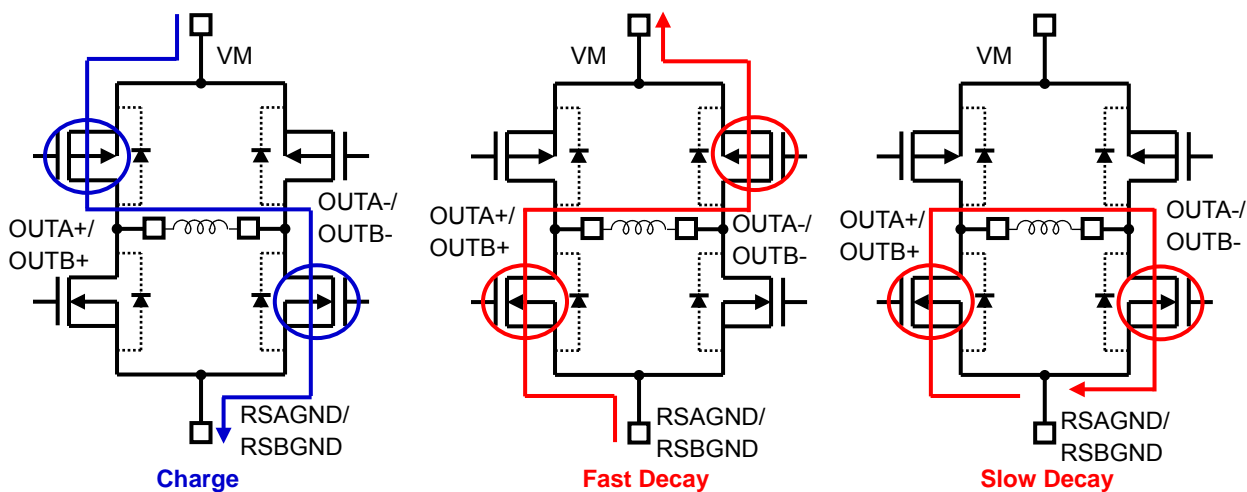 VM
OUTA+/
OUTB+
OUTA-/
OUTB-
RSAGND/
RSBGND
Charge
VM
OUTA+/
OUTB+
OUTA-/
OUTB-
RSAGND/
RSBGND
Fast Decay
VM
OUTA+/
OUTB+
OUTA-/
OUTB-
RSAGND/
RSBGND
Slow Decay